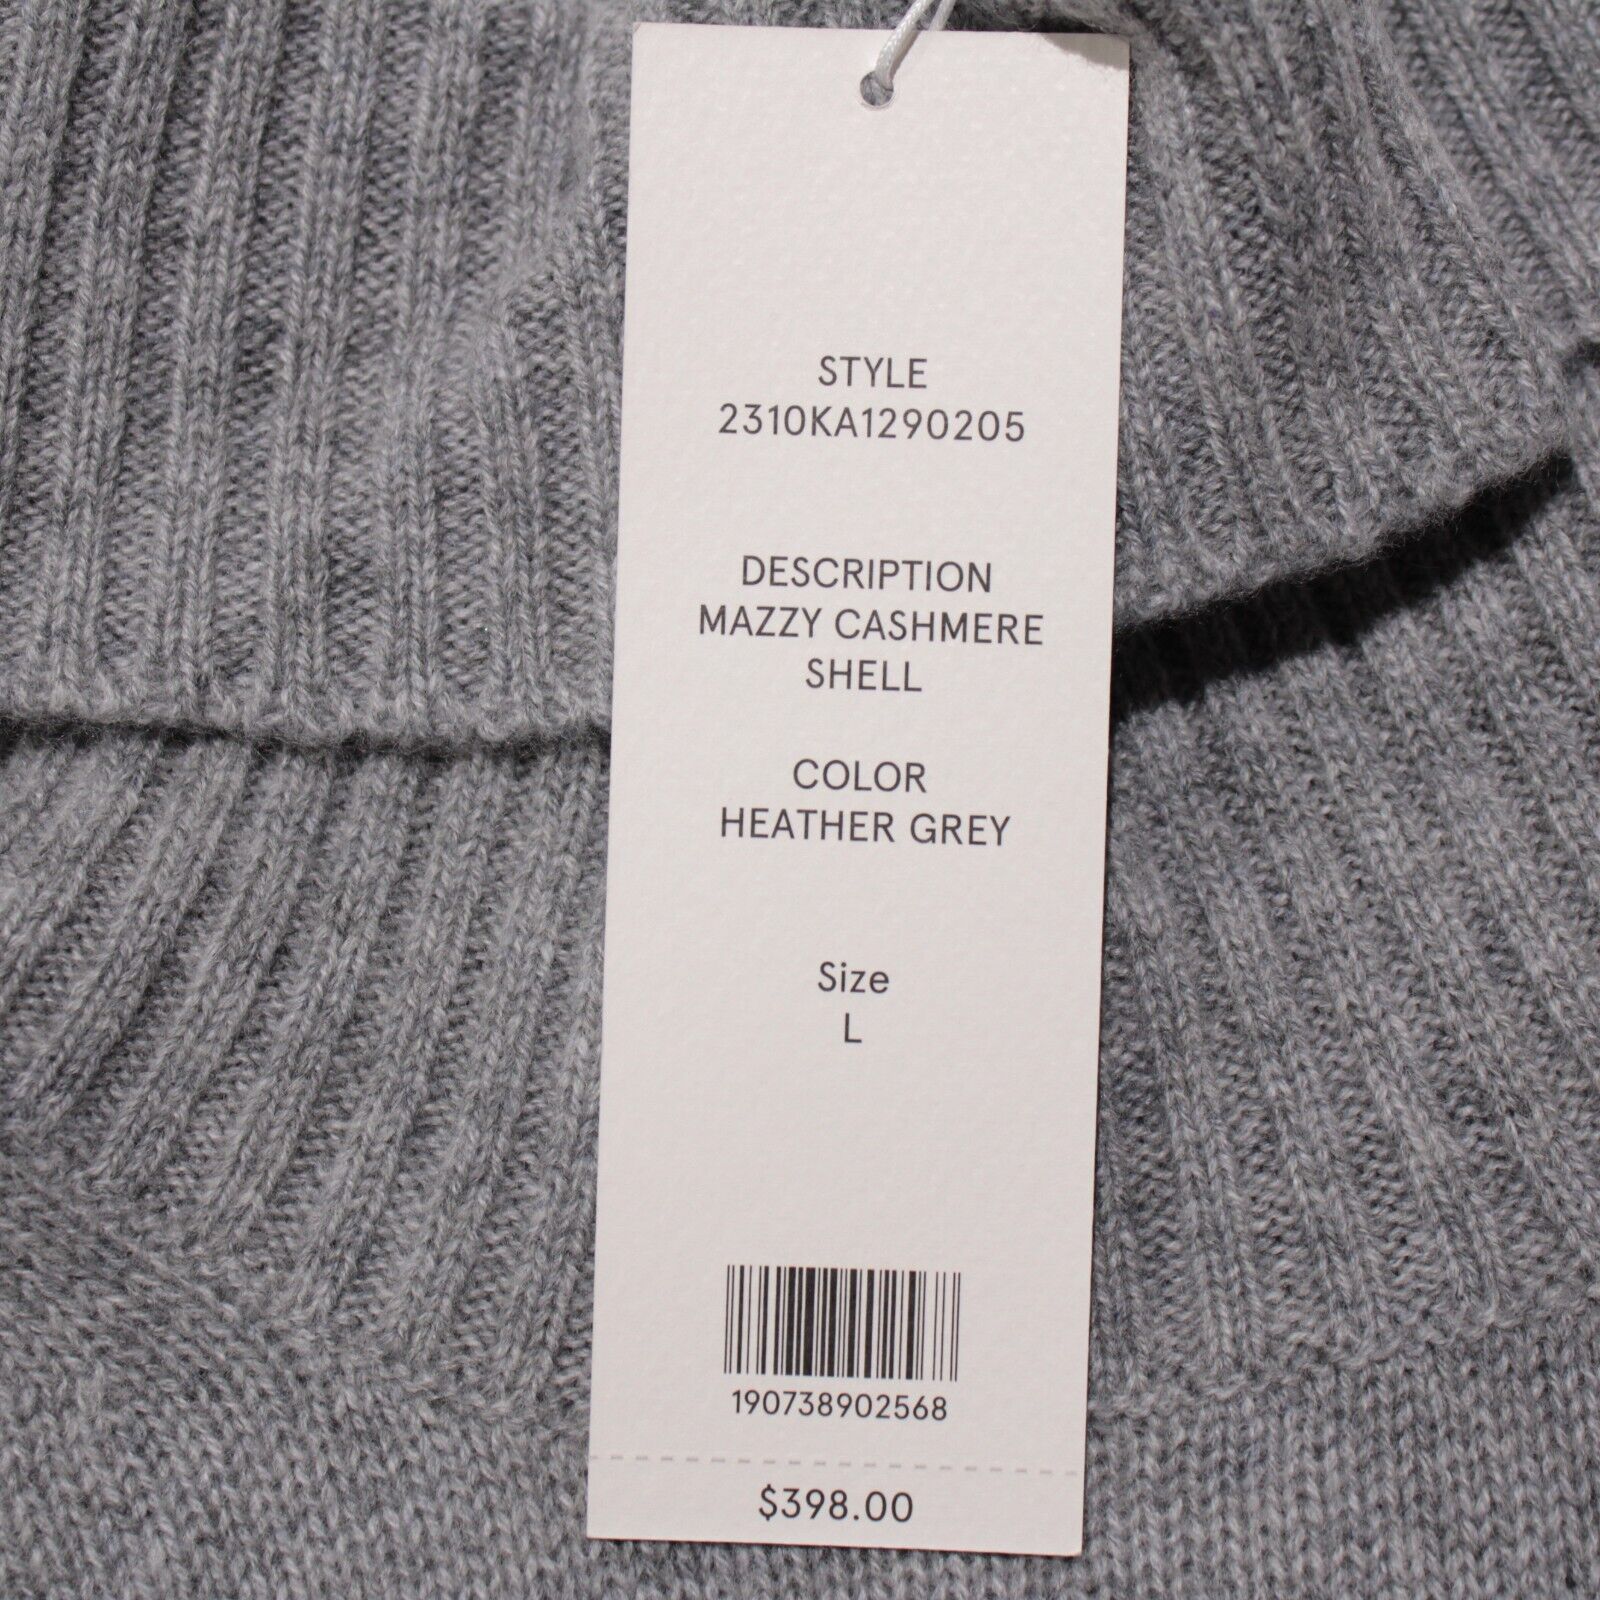 STYLE
2310KA1290205
DESCRIPTION
MAZZY CASHMERE
SHELL
COLOR
HEATHER GREY
Size
L
190738902568
$398.00